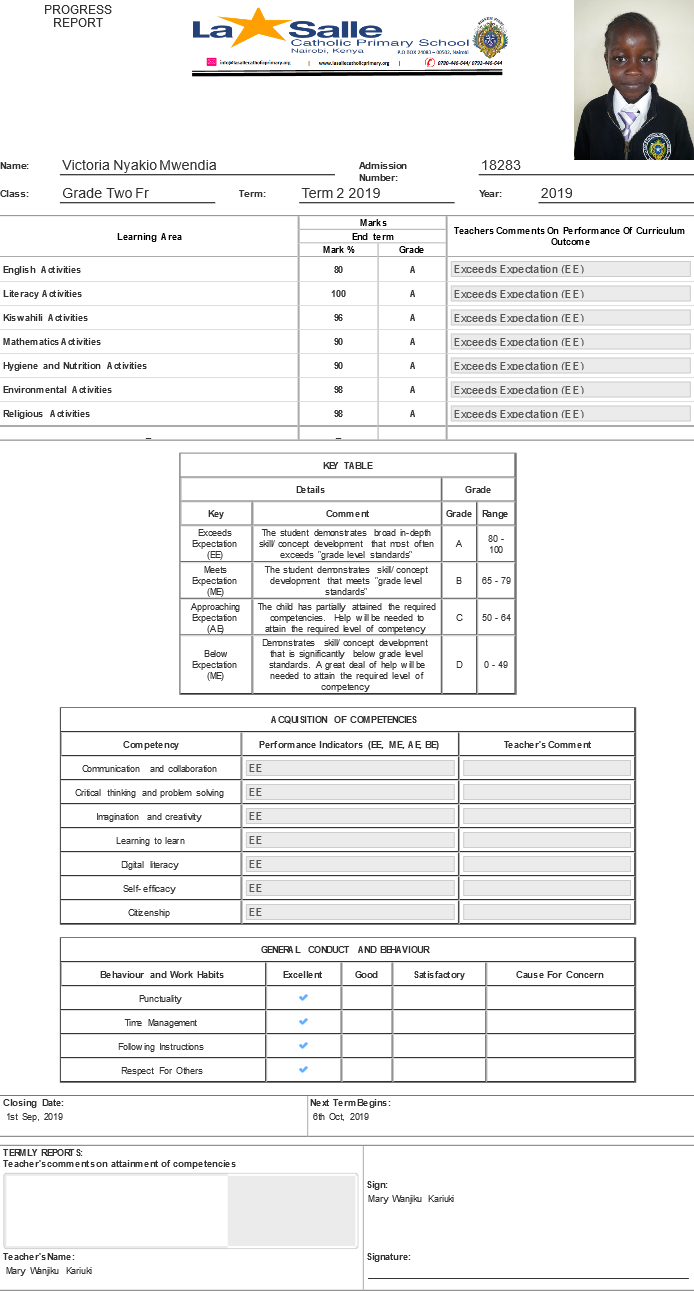 PROGRESS
REPORT
La Salle
Catholic Primary School
Nairobi, Kenya
P.O BOX 24083 – 00502, Nairobi
info@lasallecatholicprimary.org | www.lasallecatholicprimary.org | 0780-446-044/ 0792-446-044
Name: Victoria Nyakio Mwendia Admission Number: 18283
Class: Grade Two Fr Term: Term 2 2019 Year: 2019
Learning Area Marks Teachers Comments On Performance Of Curriculum Outcome
End term
Mark % Grade
English Activities 80 A Exceeds Expectation (EE)
Literacy Activities 100 A Exceeds Expectation (EE)
Kiswahili Activities 96 A Exceeds Expectation (EE)
Mathematics Activities 90 A Exceeds Expectation (EE)
Hygiene and Nutrition Activities 90 A Exceeds Expectation (EE)
Environmental Activities 98 A Exceeds Expectation (EE)
Religious Activities 98 A Exceeds Expectation (EE)
KEY TABLE
Details Grade
Key Comment Grade Range
Exceeds Expectation (EE) The student demonstrates broad in-depth skill/ concept development that most often exceeds "grade level standards" A 80 - 100
Meets Expectation (ME) The student demonstrates skill/ concept development that meets "grade level standards" B 65 - 79
Approaching Expectation (AE) The child has partially attained the required competencies. Help will be needed to attain the required level of competency C 50 - 64
Below Expectation (ME) Demonstrates skill/ concept development that is significantly below grade level standards. A great deal of help will be needed to attain the required level of competency D 0 - 49
ACQUISITION OF COMPETENCIES
Competency Performance Indicators (EE, ME, AE, BE) Teacher's Comment
Communication and collaboration EE
Critical thinking and problem solving EE
Imagination and creativity EE
Learning to learn EE
Digital literacy EE
Self- efficacy EE
Citizenship EE
GENERAL CONDUCT AND BEHAVIOUR
Behaviour and Work Habits Excellent Good Satisfactory Cause For Concern
Punctuality
Time Management
Following Instructions
Respect For Others
Closing Date: Next Term Begins:
1st Sep, 2019 6th Oct, 2019
TERMLY REPORTS:
Teacher's comments on attainment of competencies
Sign:
Mary Wanjiku Kariuki
Teacher's Name: Signature:
Mary Wanjiku Kariuki